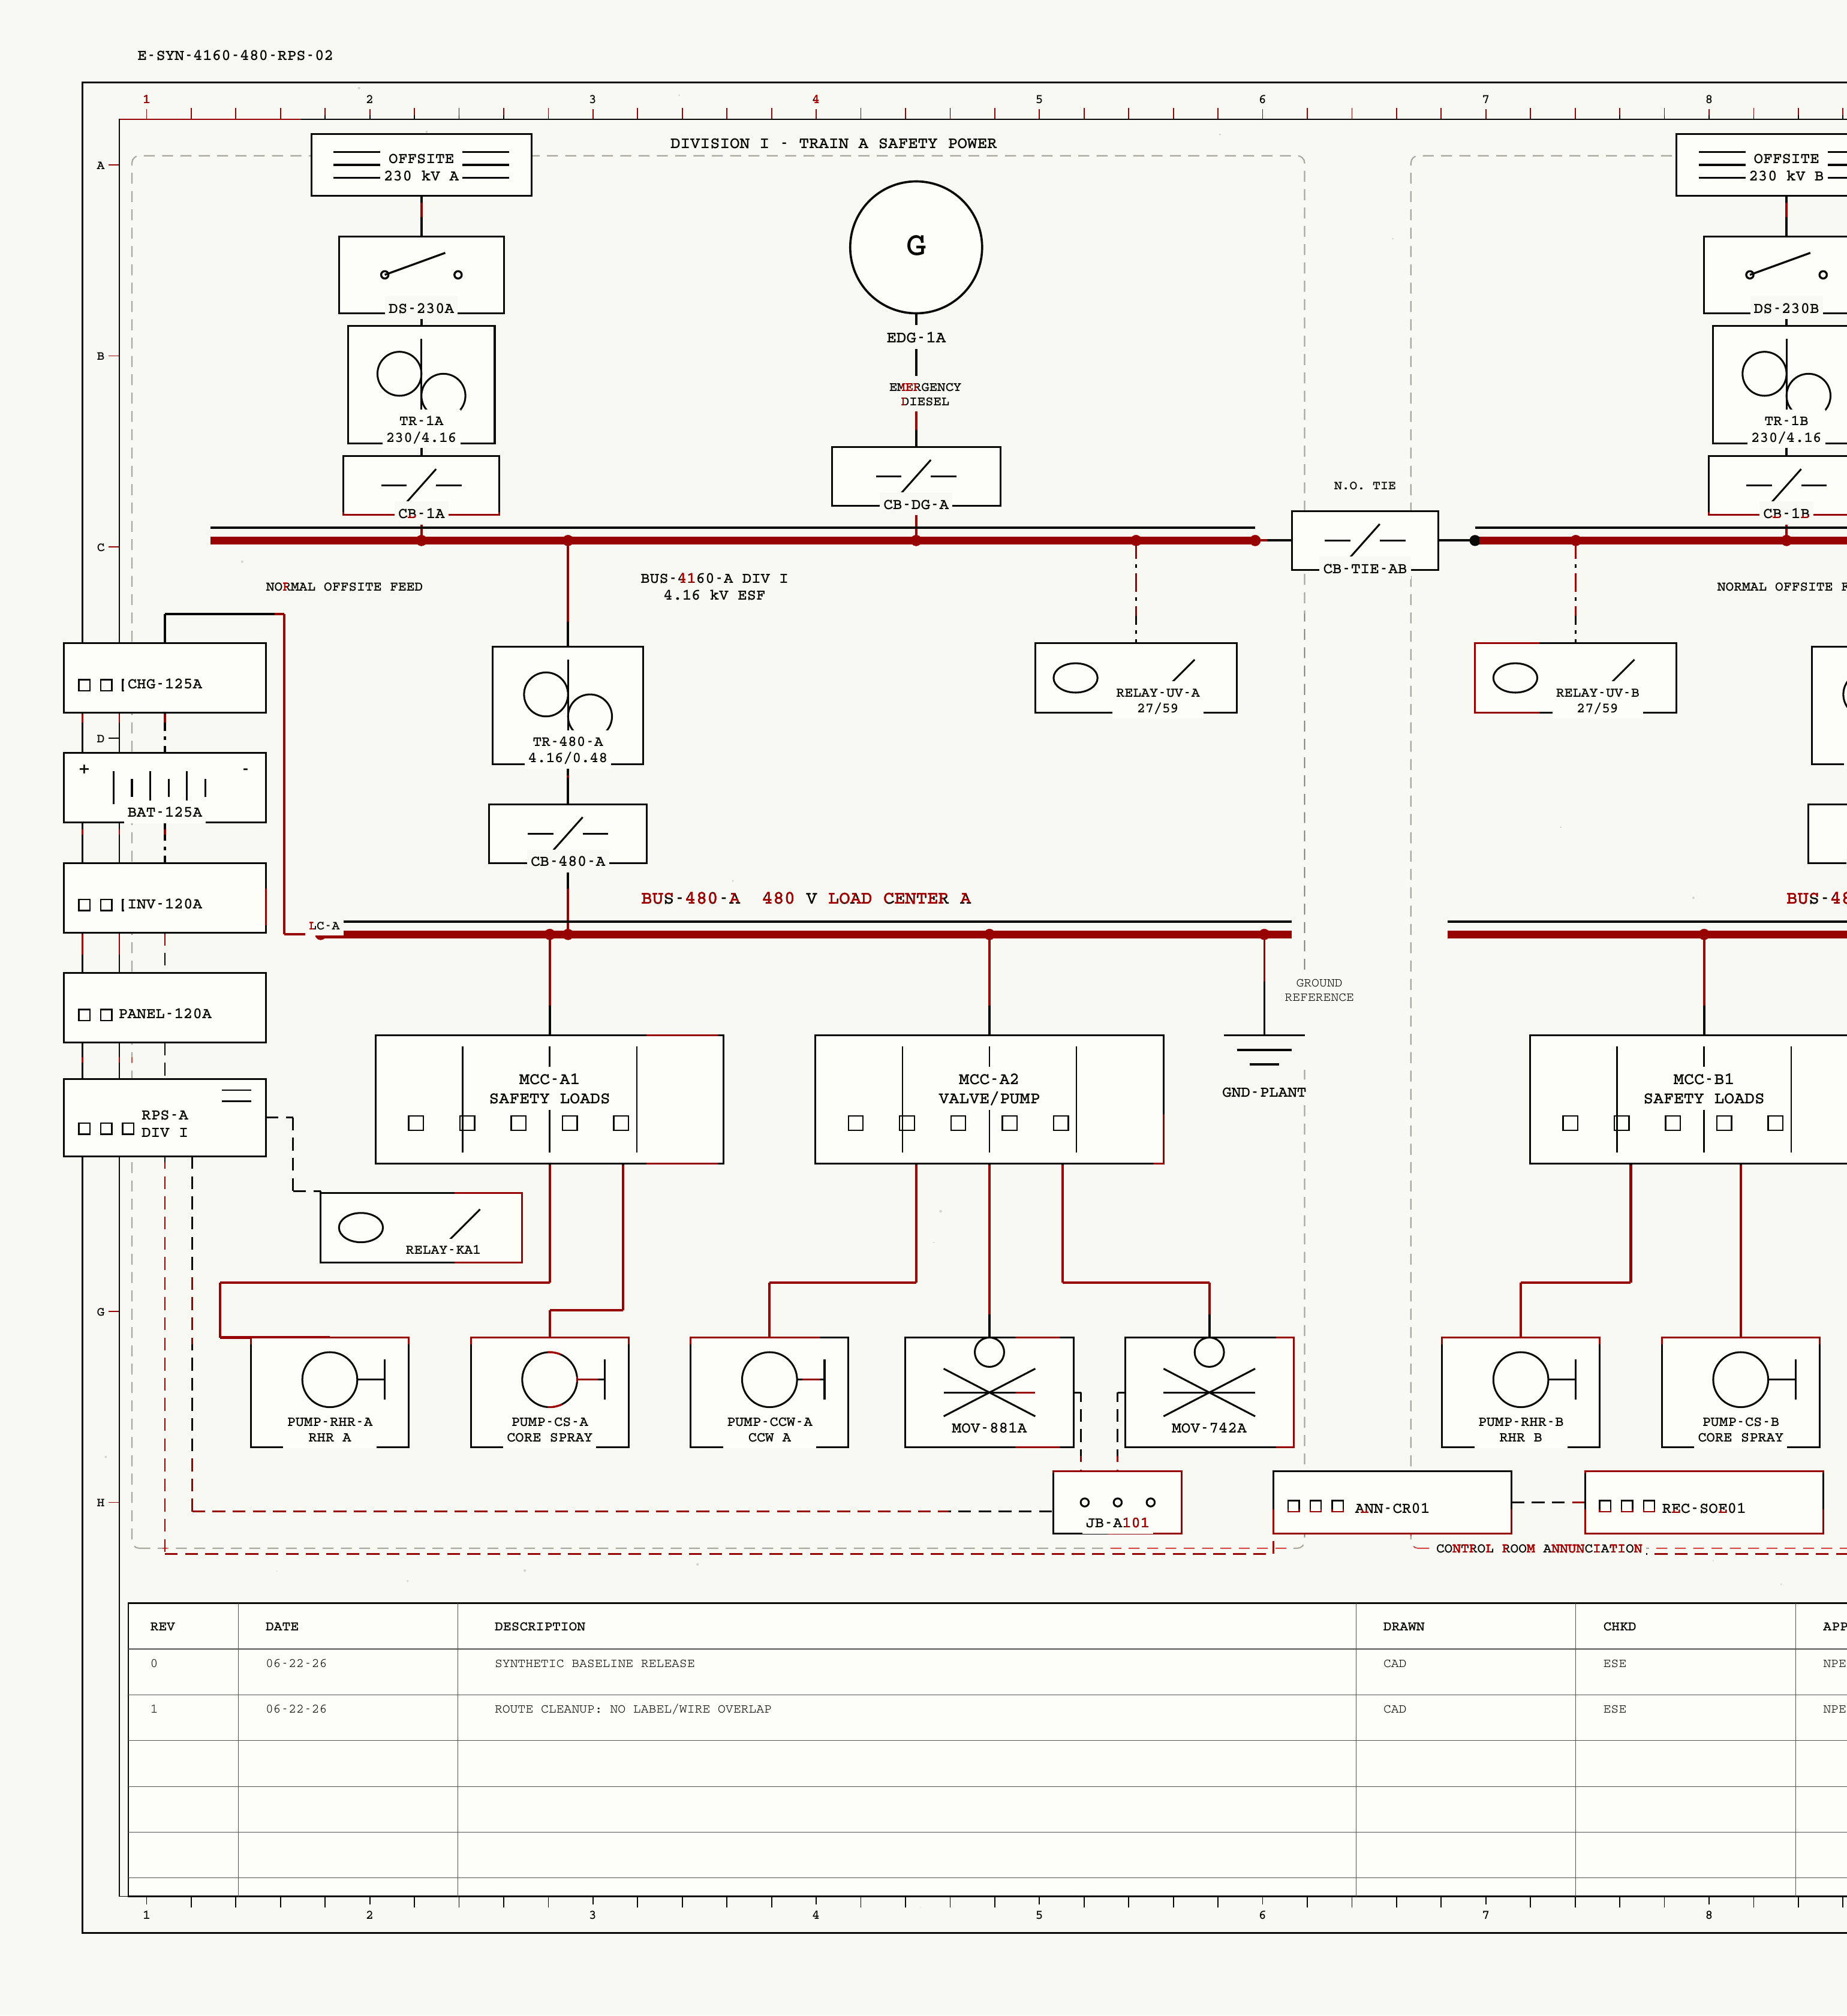 E-SYN-4160-480-RPS-02
1 2 3 4 5 6 7 8
A
B
C
D
G
H
DIVISION I - TRAIN A SAFETY POWER
OFFSITE
230 kV A
DS-230A
TR-1A
230/4.16
CB-1A
G
EDG-1A
EMERGENCY
DIESEL
CB-DG-A
N.O. TIE
CB-TIE-AB
OFFSITE
230 kV B
DS-230B
TR-1B
230/4.16
CB-1B
NORMAL OFFSITE FEED
BUS-4160-A DIV I
4.16 kV ESF
NORMAL OFFSITE F
CHG-125A
+ -
BAT-125A
INV-120A
PANEL-120A
RPS-A
DIV I
TR-480-A
4.16/0.48
CB-480-A
RELAY-UV-A
27/59
RELAY-UV-B
27/59
BUS-480-A 480 V LOAD CENTER A
BUS-48
LC-A
GROUND
REFERENCE
GND-PLANT
MCC-A1
SAFETY LOADS
MCC-A2
VALVE/PUMP
MCC-B1
SAFETY LOADS
RELAY-KA1
PUMP-RHR-A
RHR A
PUMP-CS-A
CORE SPRAY
PUMP-CCW-A
CCW A
MOV-881A
MOV-742A
PUMP-RHR-B
RHR B
PUMP-CS-B
CORE SPRAY
JB-A101
ANN-CR01
REC-SOE01
CONTROL ROOM ANNUNCIATION
REV DATE DESCRIPTION DRAWN CHKD APP
0 06-22-26 SYNTHETIC BASELINE RELEASE CAD ESE NPE
1 06-22-26 ROUTE CLEANUP: NO LABEL/WIRE OVERLAP CAD ESE NPE
1 2 3 4 5 6 7 8